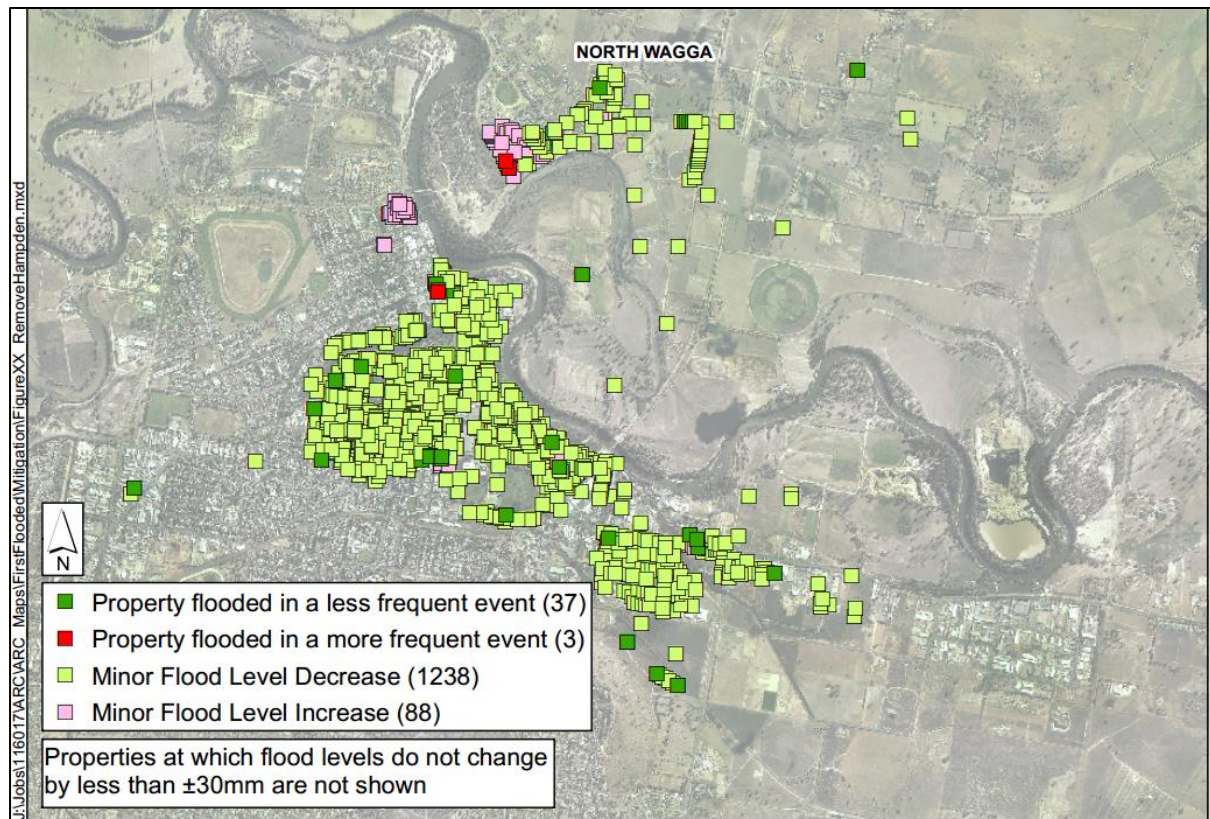 NORTH WAGGA
J:\Jobs\116017\ARC\ARC_Maps\FirstFlooded\Mitigation\FigureXX_RemoveHampden.mxd
N
Property flooded in a less frequent event (37)
Property flooded in a more frequent event (3)
Minor Flood Level Decrease (1238)
Minor Flood Level Increase (88)
Properties at which flood levels do not change
by less than ±30mm are not shown